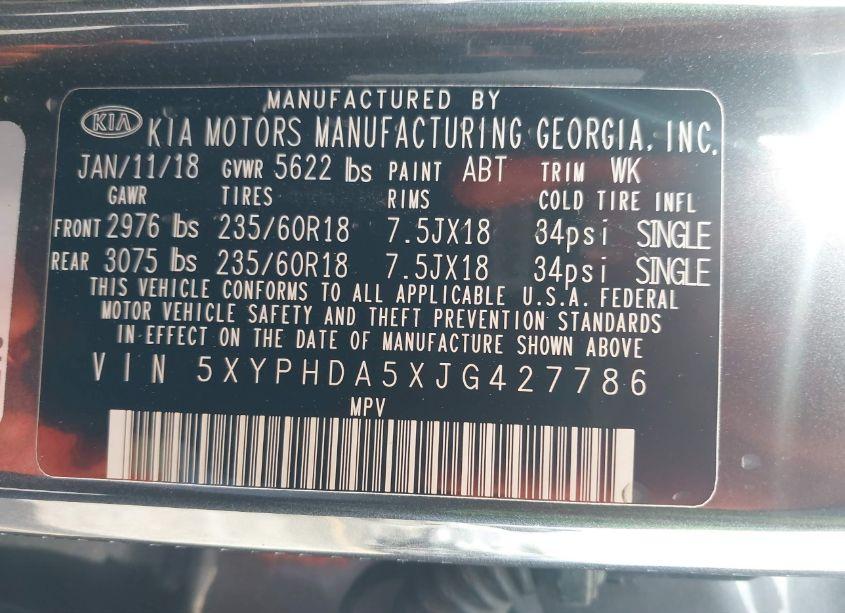 MANUFACTURED BY
KIA KIA MOTORS MANUFACTURING GEORGIA, INC.
JAN/11/18 GVWR 5622 lbs PAINT ABT TRIM WK
GAWR TIRES RIMS COLD TIRE INFL
FRONT 2976 lbs 235/60R18 7.5JX18 34psi SINGLE
REAR 3075 lbs 235/60R18 7.5JX18 34psi SINGLE
THIS VEHICLE CONFORMS TO ALL APPLICABLE U.S.A. FEDERAL
MOTOR VEHICLE SAFETY AND THEFT PREVENTION STANDARDS
IN EFFECT ON THE DATE OF MANUFACTURE SHOWN ABOVE
VIN 5XYPHDA5XJG427786
MPV